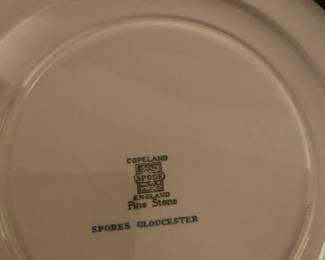 COPELAND
SPODE
ENGLAND
Fine Stone
SPODES GLOUCESTER